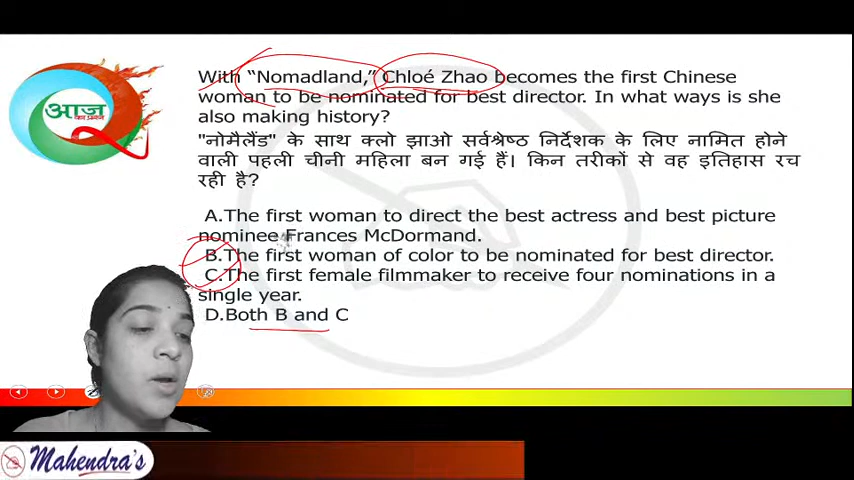 आज
का प्रश्न
With “Nomadland,” Chloé Zhao becomes the first Chinese
woman to be nominated for best director. In what ways is she
also making history?
"नोमैलैंड" के साथ क्लो झाओ सर्वश्रेष्ठ निर्देशक के लिए नामित होने
वाली पहली चीनी महिला बन गई हैं। किन तरीकों से वह इतिहास रच
रही है?
A.The first woman to direct the best actress and best picture
nominee Frances McDormand.
B.The first woman of color to be nominated for best director.
C.The first female filmmaker to receive four nominations in a
single year.
D.Both B and C
Mahendra's